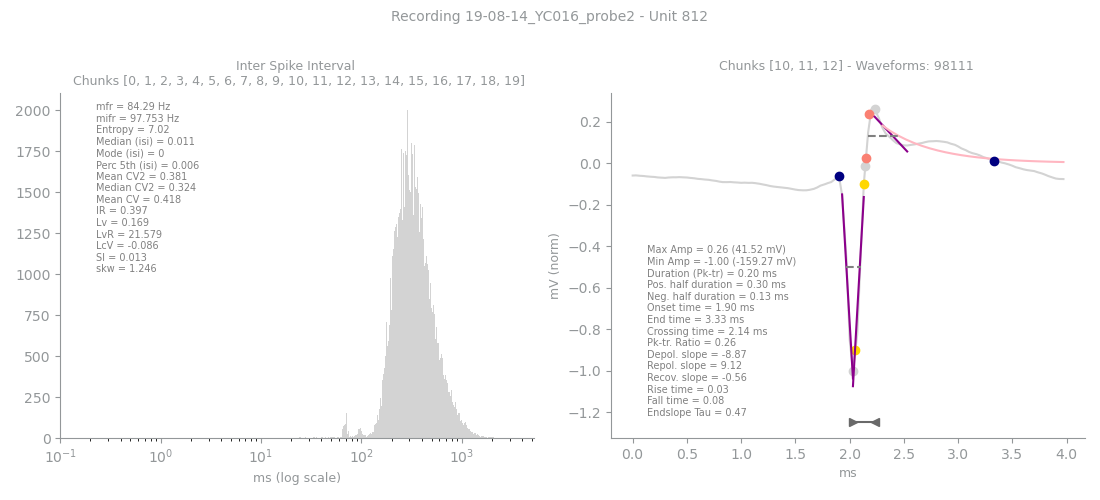 Recording 19-08-14_YC016_probe2 - Unit 812
Inter Spike Interval
Chunks [0, 1, 2, 3, 4, 5, 6, 7, 8, 9, 10, 11, 12, 13, 14, 15, 16, 17, 18, 19]
mfr = 84.29 Hz
mifr = 97.753 Hz
Entropy = 7.02
Median (isi) = 0.011
Mode (isi) = 0
Perc 5th (isi) = 0.006
Mean CV2 = 0.381
Median CV2 = 0.324
Mean CV = 0.418
IR = 0.397
Lv = 0.169
LvR = 21.579
LcV = -0.086
SI = 0.013
skw = 1.246
2000
1750
1500
1250
1000
750
500
250
0
10⁻¹
10⁰
10¹
10²
10³
ms (log scale)
Chunks [10, 11, 12] - Waveforms: 98111
mV (norm)
0.2
0.0
−0.2
−0.4
−0.6
−0.8
−1.0
−1.2
Max Amp = 0.26 (41.52 mV)
Min Amp = -1.00 (-159.27 mV)
Duration (Pk-tr) = 0.20 ms
Pos. half duration = 0.30 ms
Neg. half duration = 0.13 ms
Onset time = 1.90 ms
End time = 3.33 ms
Crossing time = 2.14 ms
Pk-tr. Ratio = 0.26
Depol. slope = -8.87
Repol. slope = 9.12
Recov. slope = -0.56
Rise time = 0.03
Fall time = 0.08
Endslope Tau = 0.47
0.0
0.5
1.0
1.5
2.0
2.5
3.0
3.5
4.0
ms